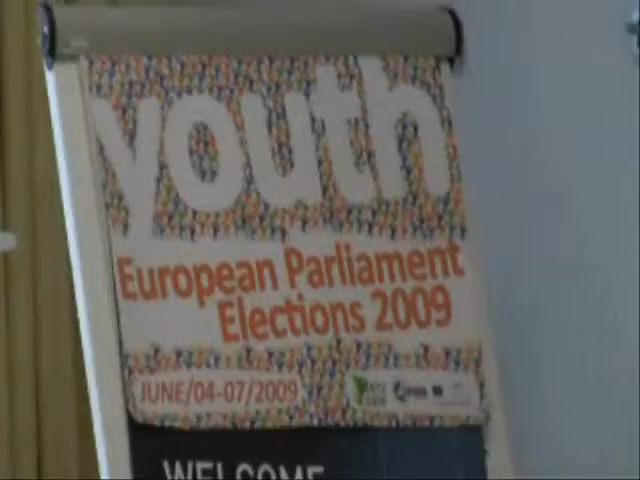 youth
European Parliament
Elections 2009
JUNE/04-07/2009
WELCOME